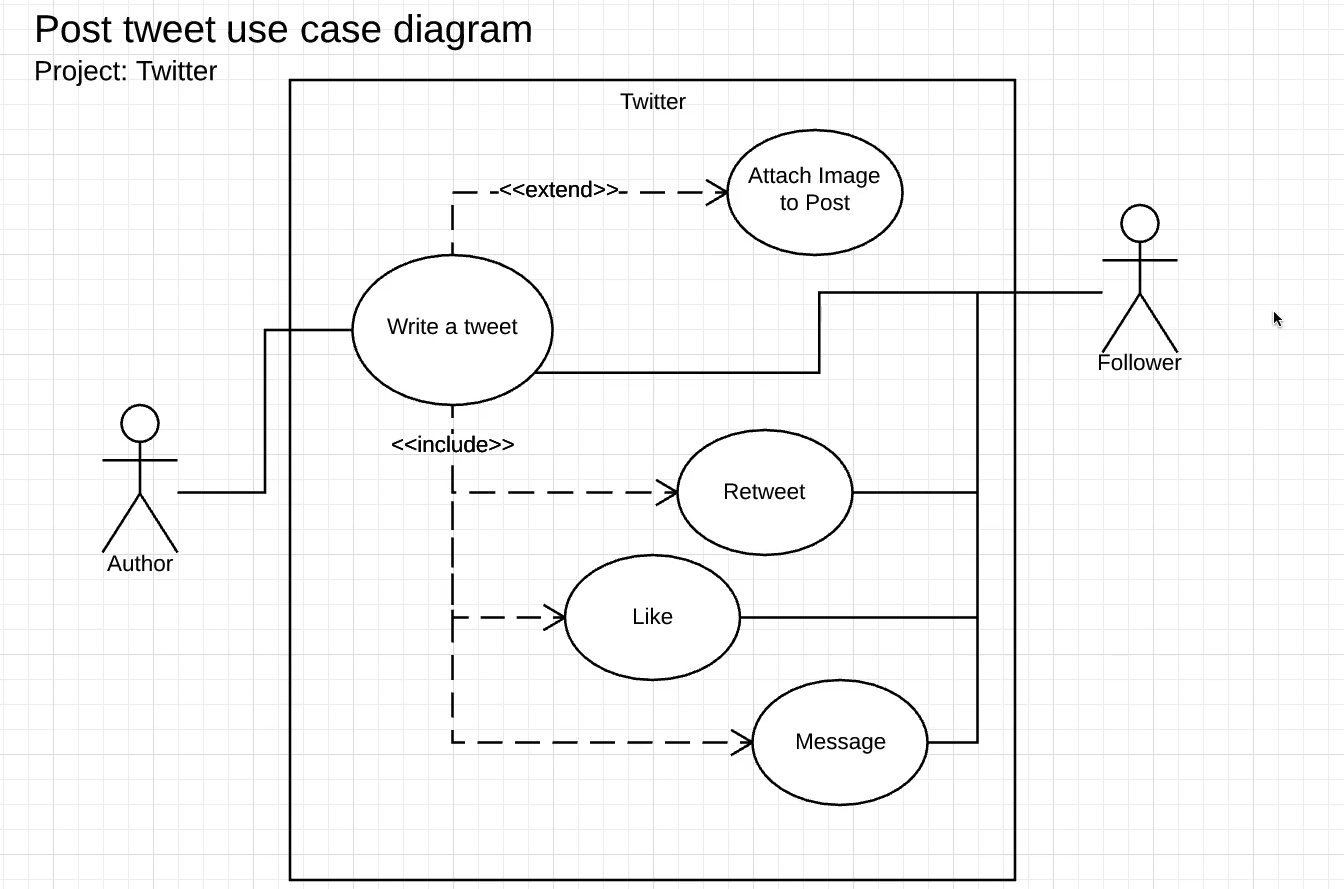 Post tweet use case diagram
Project: Twitter
Twitter
Attach Image
to Post
<<extend>>
Write a tweet
Follower
<<include>>
Retweet
Author
Like
Message